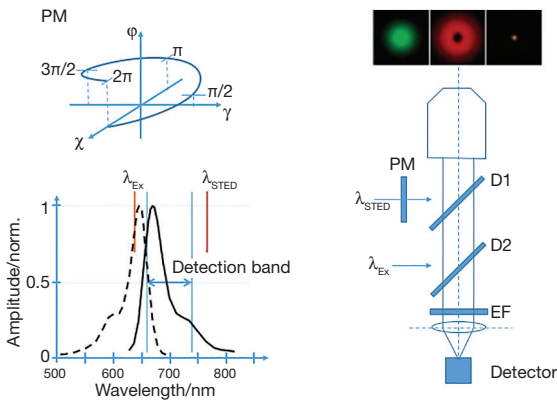 PM
φ
π
3π/2
2π
π/2
γ
χ
λEx
λSTED
1
Detection band
0.5
0
500
600
700
800
Amplitude/norm.
Wavelength/nm
PM
D1
λSTED
D2
λEx
EF
Detector